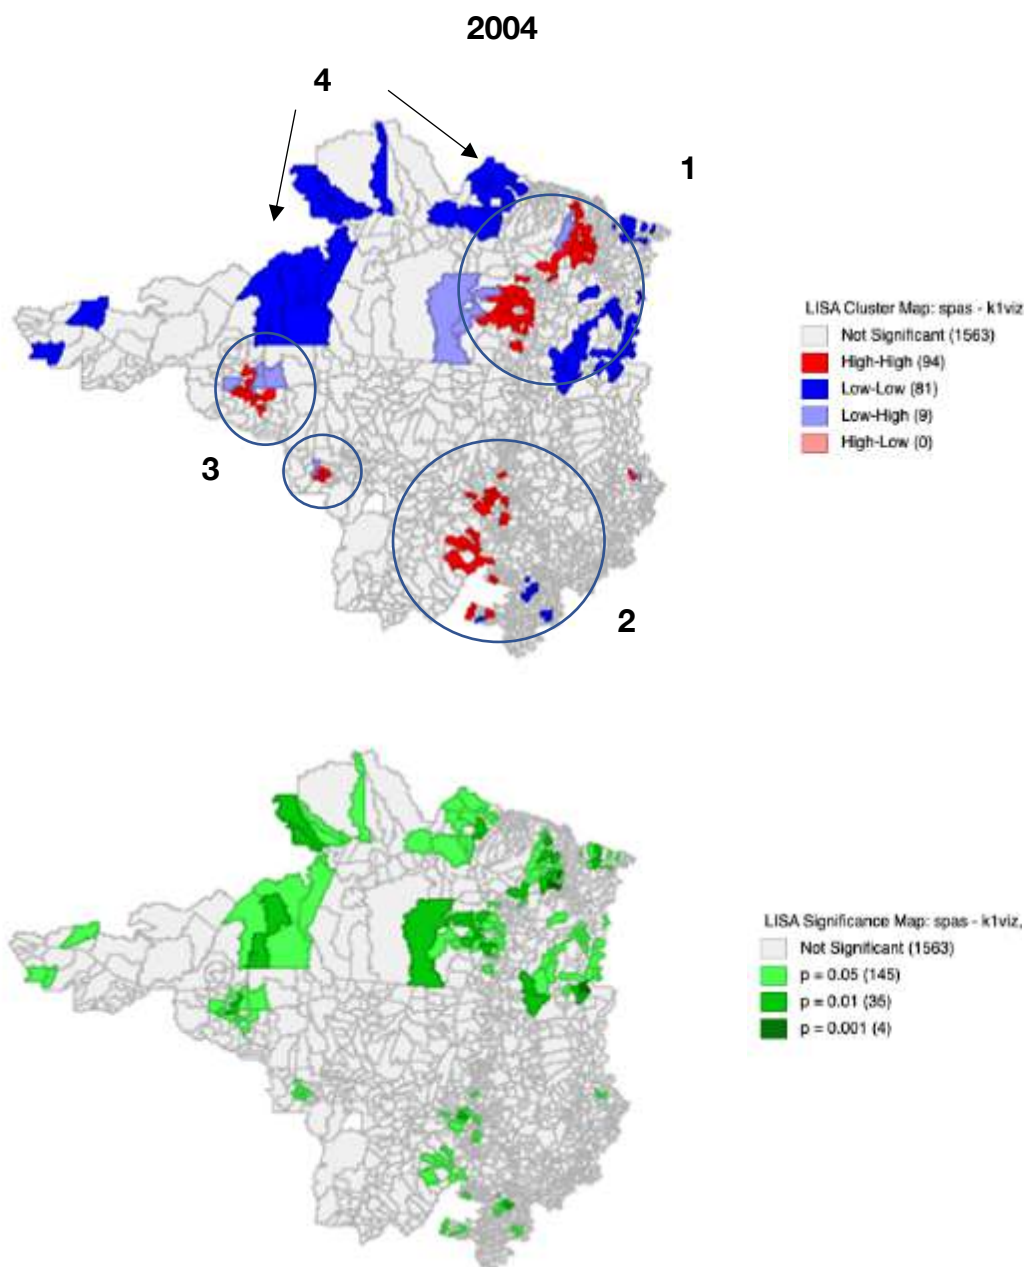 2004
4
1
LISA Cluster Map: spas - k1viz
Not Significant (1563)
High-High (94)
Low-Low (81)
Low-High (9)
High-Low (0)
3
2
LISA Significance Map: spas - k1viz,
Not Significant (1563)
p = 0.05 (145)
p = 0.01 (35)
p = 0.001 (4)